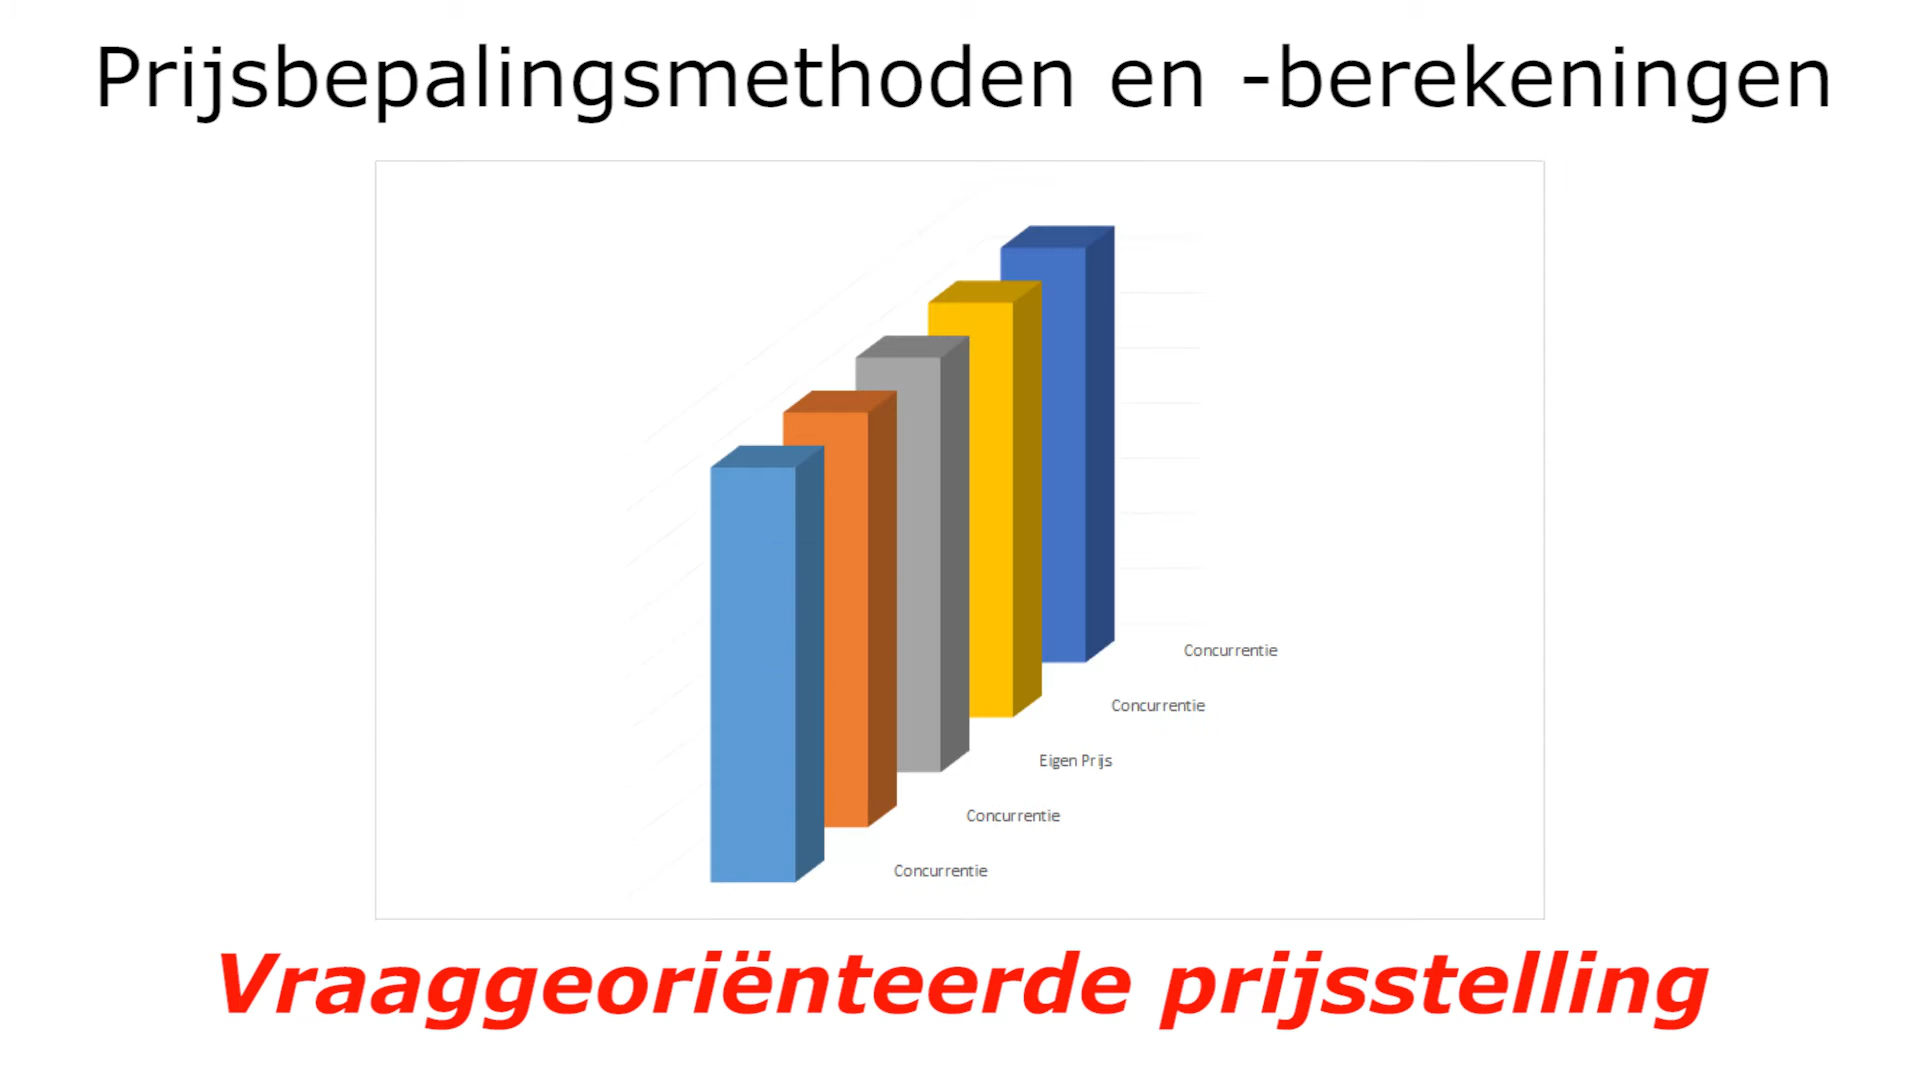 Prijsbepalingsmethoden en -berekeningen
Concurrentie
Concurrentie
Eigen Prijs
Concurrentie
Concurrentie
Vraaggeoriënteerde prijsstelling